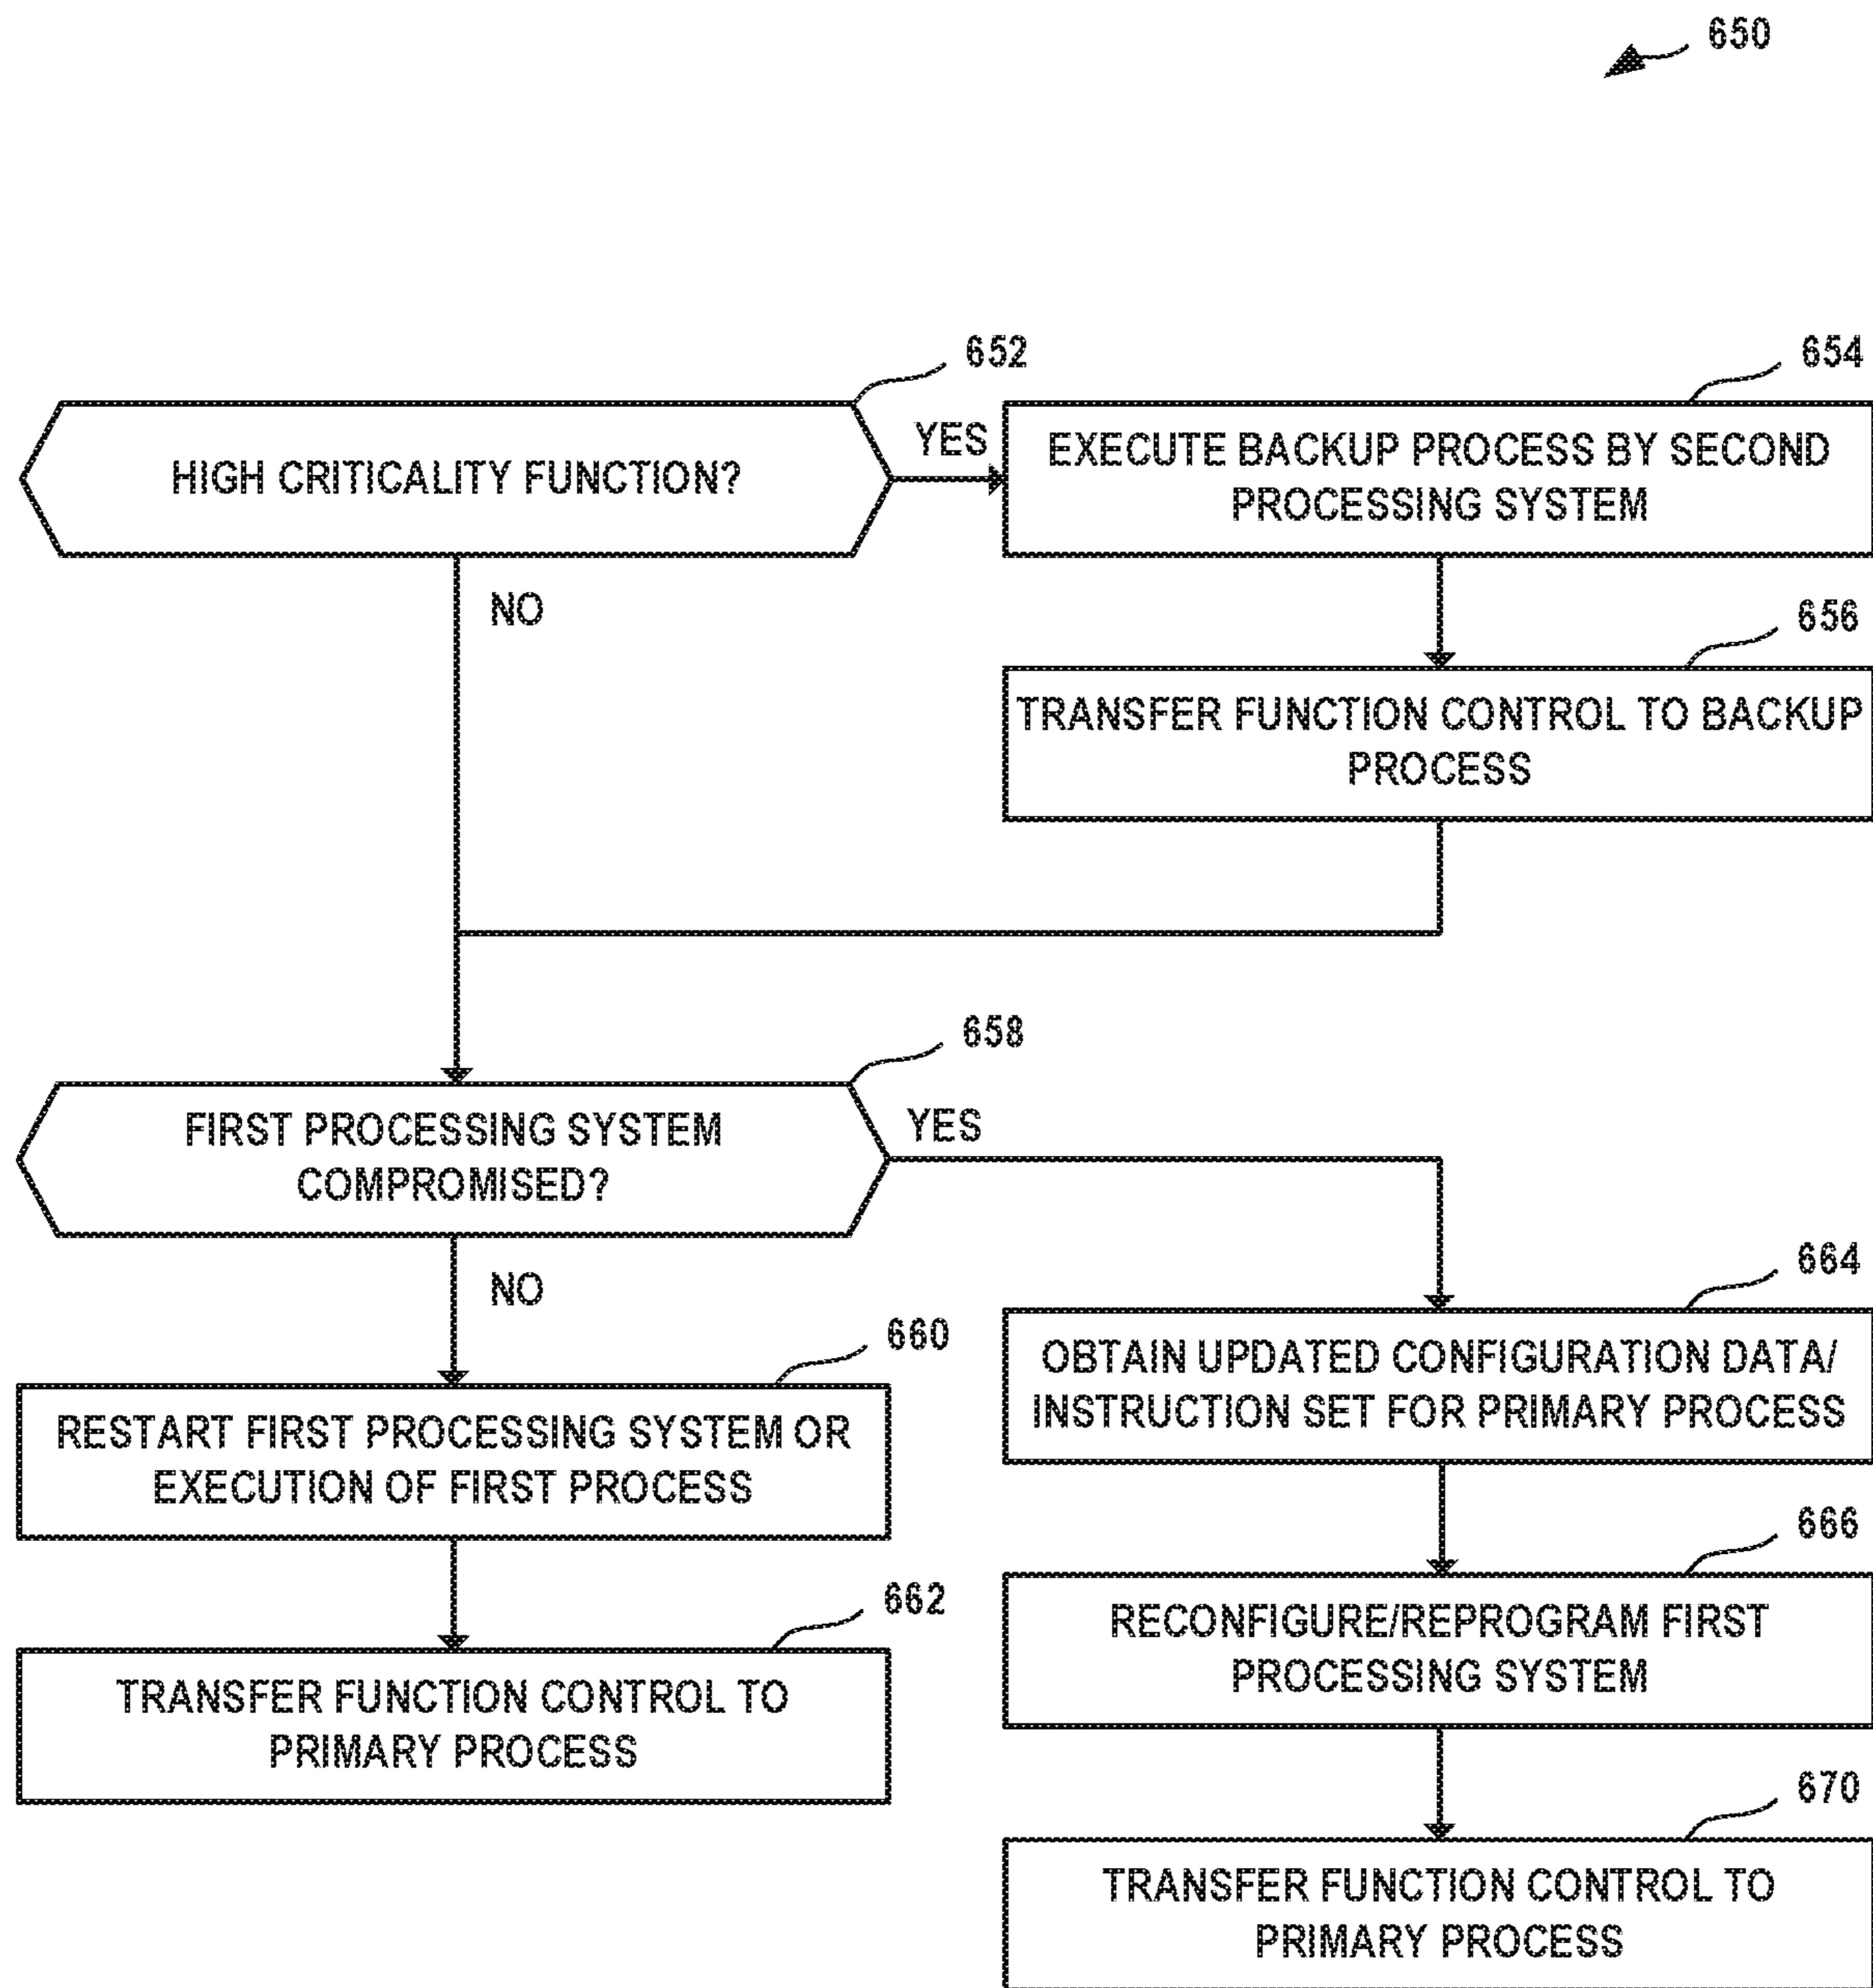 650
652
HIGH CRITICALITY FUNCTION?
YES
NO
654
EXECUTE BACKUP PROCESS BY SECOND
PROCESSING SYSTEM
656
TRANSFER FUNCTION CONTROL TO BACKUP
PROCESS
658
FIRST PROCESSING SYSTEM
COMPROMISED?
YES
NO
660
RESTART FIRST PROCESSING SYSTEM OR
EXECUTION OF FIRST PROCESS
662
TRANSFER FUNCTION CONTROL TO
PRIMARY PROCESS
664
OBTAIN UPDATED CONFIGURATION DATA/
INSTRUCTION SET FOR PRIMARY PROCESS
666
RECONFIGURE/REPROGRAM FIRST
PROCESSING SYSTEM
670
TRANSFER FUNCTION CONTROL TO
PRIMARY PROCESS